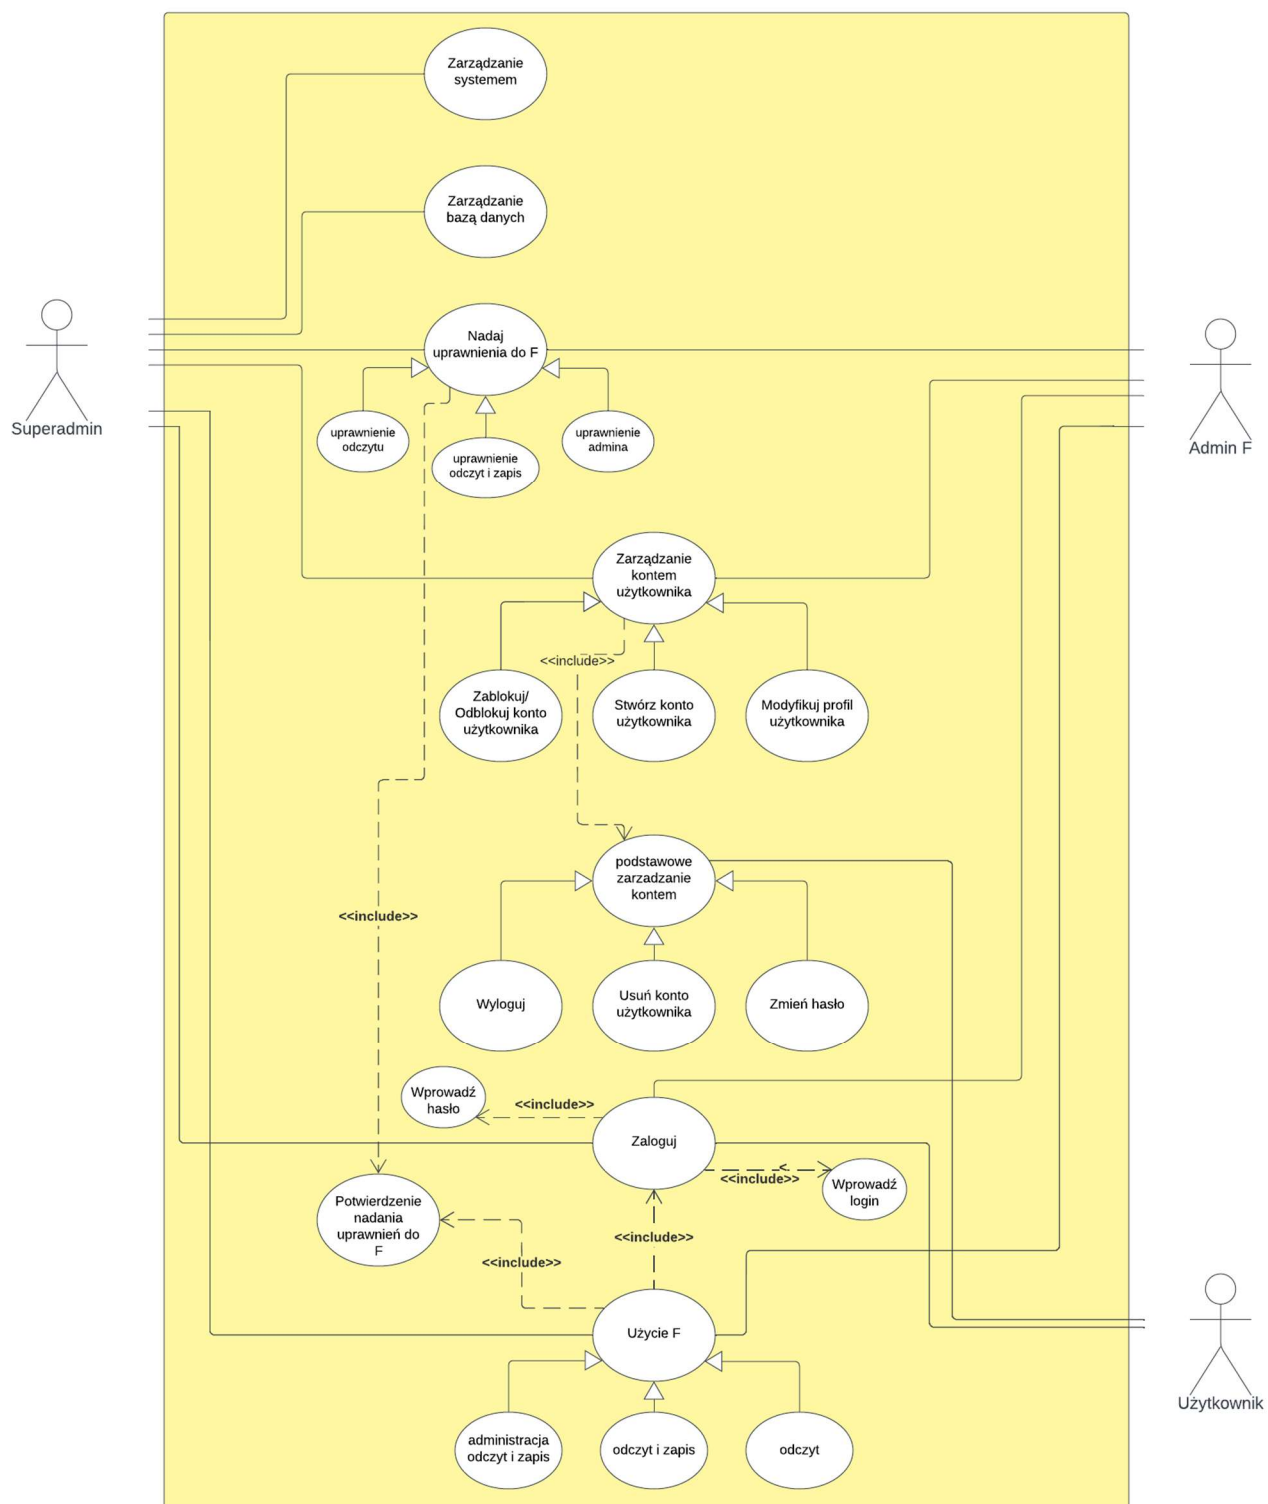 Zarządzanie
systemem
Zarządzanie
bazą danych
Nadaj
uprawnienia do F
uprawnienie
odczytu
uprawnienie
odczyt i zapis
uprawnienie
admina
Superadmin
Admin F
Zarządzanie
kontem
użytkownika
<<include>>
Zablokuj/
Odblokuj konto
użytkownika
Stwórz konto
użytkownika
Modyfikuj profil
użytkownika
podstawowe
zarzadzanie
kontem
<<include>>
Wyloguj
Usuń konto
użytkownika
Zmień hasło
Wprowadź
hasło
<<include>>
Zaloguj
<
<<include>>
Wprowadź
login
Potwierdzenie
nadania
uprawnień do
F
<<include>>
<<include>>
Użycie F
Użytkownik
administracja
odczyt i zapis
odczyt i zapis
odczyt